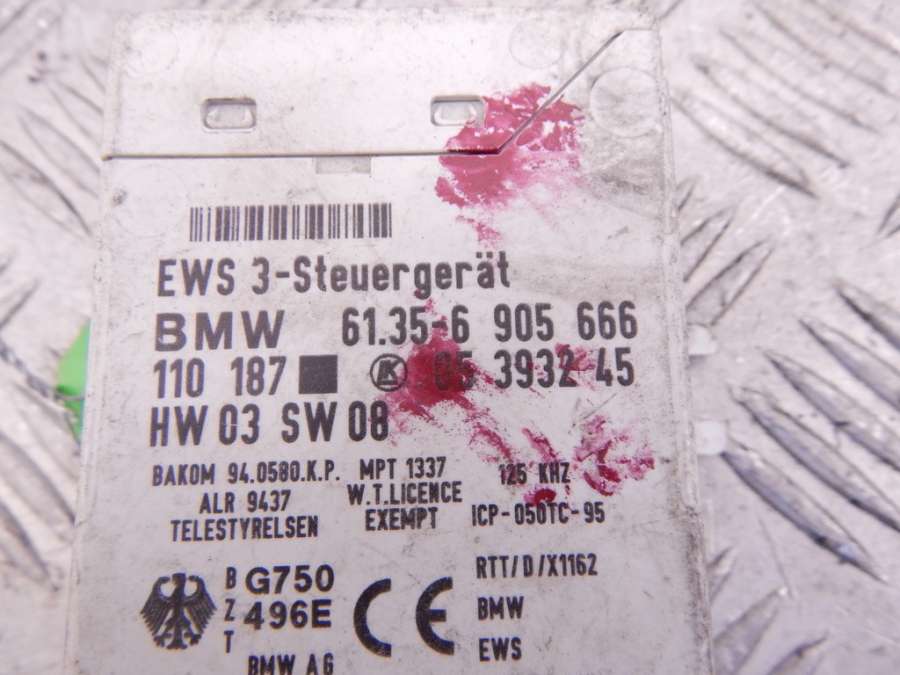 EWS 3-Steuergerät
BMW 61.35-6 905 666
110 187 LK 05 3932 45
HW 03 SW 08
BAKOM 94.0580.K.P. MPT 1337 125 KHZ
ALR 9437 W.T.LICENCE
TELESTYRELSEN EXEMPT ICP-050TC-95
BZT G750 496E CE RTT/D/X1162
BMW
EWS
BMW AG